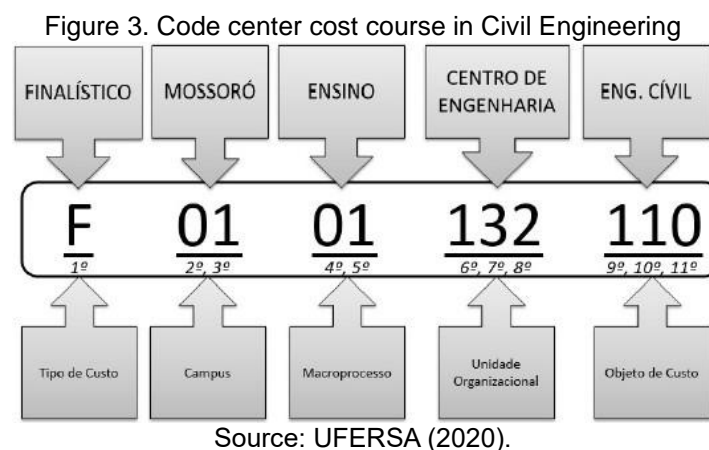 Figure 3. Code center cost course in Civil Engineering
FINALÍSTICO
MOSSORÓ
ENSINO
CENTRO DE
ENGENHARIA
ENG. CÍVIL
F
01
01
132
110
1º
2º, 3º
4º, 5º
6º, 7º, 8º
9º, 10º, 11º
Tipo de Custo
Campus
Macroprocesso
Unidade
Organizacional
Objeto de Custo
Source: UFERSA (2020).